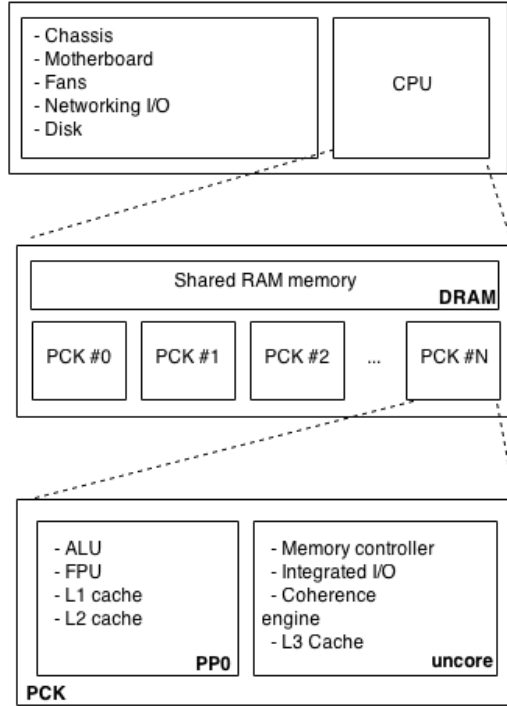 - Chassis
- Motherboard
- Fans
- Networking I/O
- Disk
CPU
Shared RAM memory
DRAM
PCK #0
PCK #1
PCK #2
...
PCK #N
- ALU
- FPU
- L1 cache
- L2 cache
PP0
- Memory controller
- Integrated I/O
- Coherence
engine
- L3 Cache
uncore
PCK